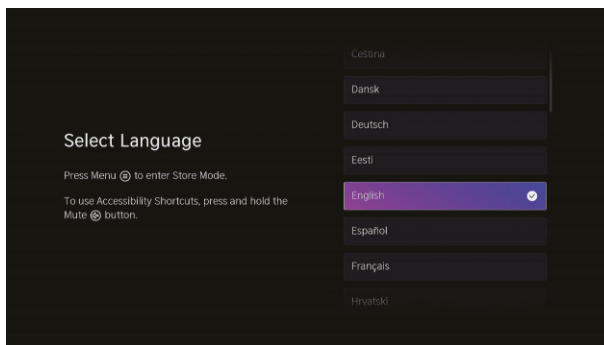 Select Language
Press Menu to enter Store Mode.
To use Accessibility Shortcuts, press and hold the
Mute button.
Čeština
Dansk
Deutsch
Eesti
English
Español
Français
Hrvatski